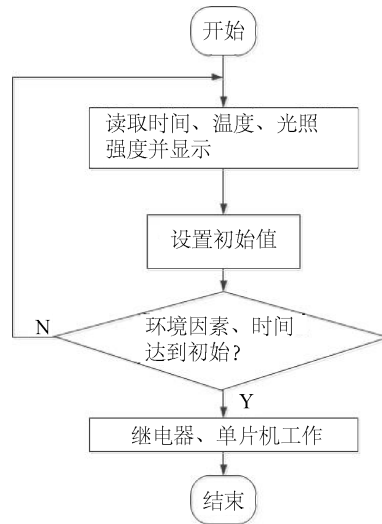 开始
读取时间、温度、光照
强度并显示
设置初始值
环境因素、时间
达到初始?
N
Y
继电器、单片机工作
结束